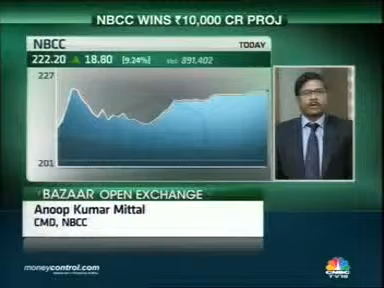 NBCC WINS ₹10,000 CR PROJ
NBCC TODAY
222.20 ▲ 18.80 [9.24%] Vol: 891,402
227
201
BAZAAR OPEN EXCHANGE
Anoop Kumar Mittal
CMD, NBCC
moneycontrol.com
CNBC
TV18